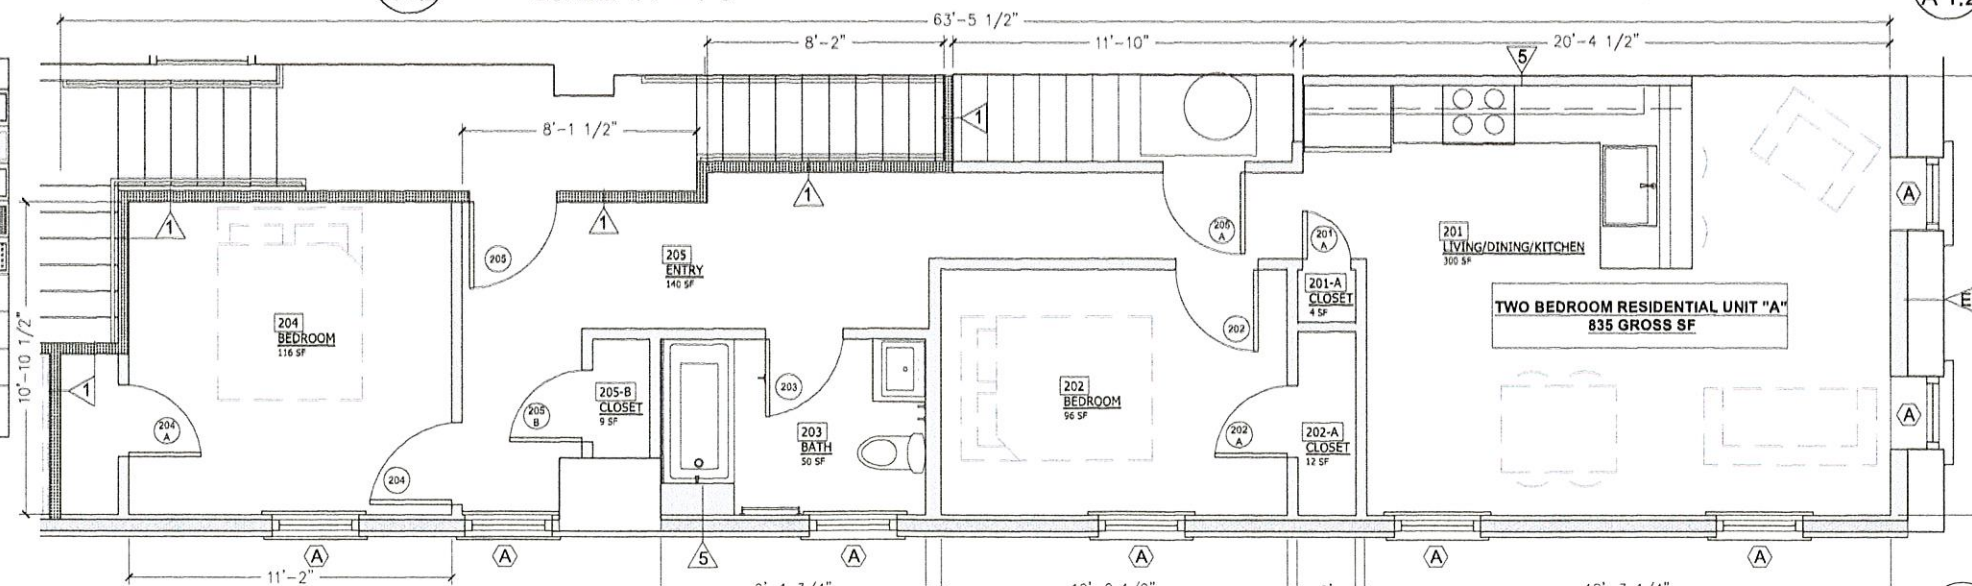 63'-5 1/2"
8'-2"
11'-10"
20'-4 1/2"
5
8'-1 1/2"
1
1
1
1
1
205
205
ENTRY
140 SF
201
A
201
LIVING/DINING/KITCHEN
300 SF
A
201-A
CLOSET
4 SF
TWO BEDROOM RESIDENTIAL UNIT "A"
835 GROSS SF
E
204
BEDROOM
116 SF
10'-10 1/2"
202
205-B
CLOSET
9 SF
203
202
BEDROOM
96 SF
205
B
204
A
203
BATH
50 SF
202
A
202-A
CLOSET
12 SF
A
204
A
A
5
A
A
A
A
11'-2"